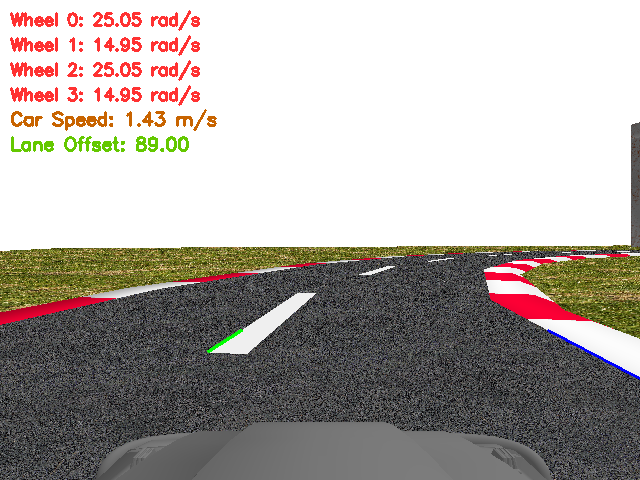 Wheel 0: 25.05 rad/s
Wheel 1: 14.95 rad/s
Wheel 2: 25.05 rad/s
Wheel 3: 14.95 rad/s
Car Speed: 1.43 m/s
Lane Offset: 89.00